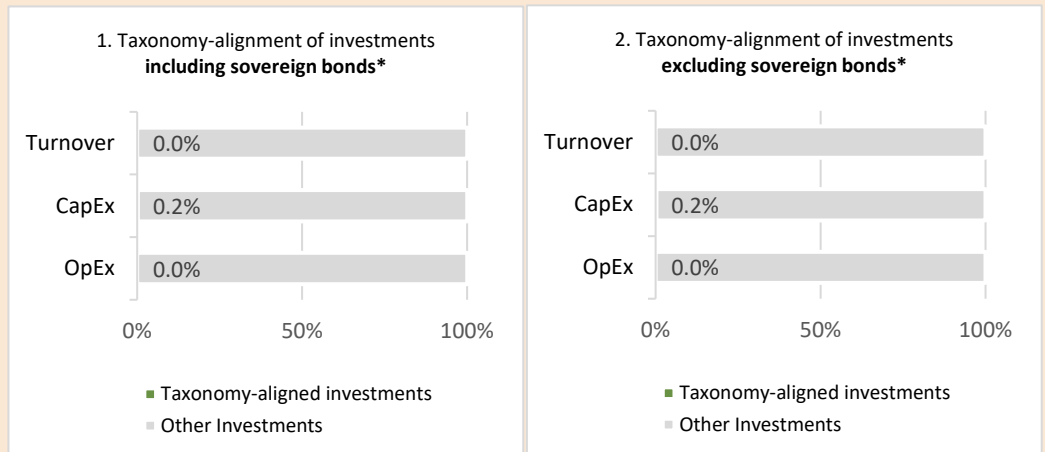 1. Taxonomy-alignment of investments
including sovereign bonds*
Turnover 0.0%
CapEx 0.2%
OpEx 0.0%
0% 50% 100%
Taxonomy-aligned investments
Other Investments
2. Taxonomy-alignment of investments
excluding sovereign bonds*
Turnover 0.0%
CapEx 0.2%
OpEx 0.0%
0% 50% 100%
Taxonomy-aligned investments
Other Investments